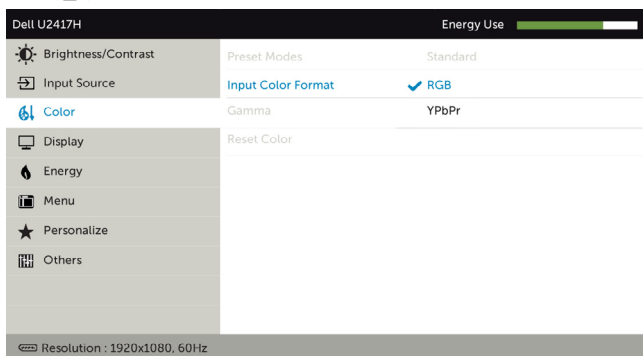 Dell U2417H
Energy Use
Brightness/Contrast
Preset Modes
Standard
Input Source
Input Color Format
RGB
Color
Gamma
YPbPr
Display
Reset Color
Energy
Menu
Personalize
Others
Resolution : 1920x1080, 60Hz